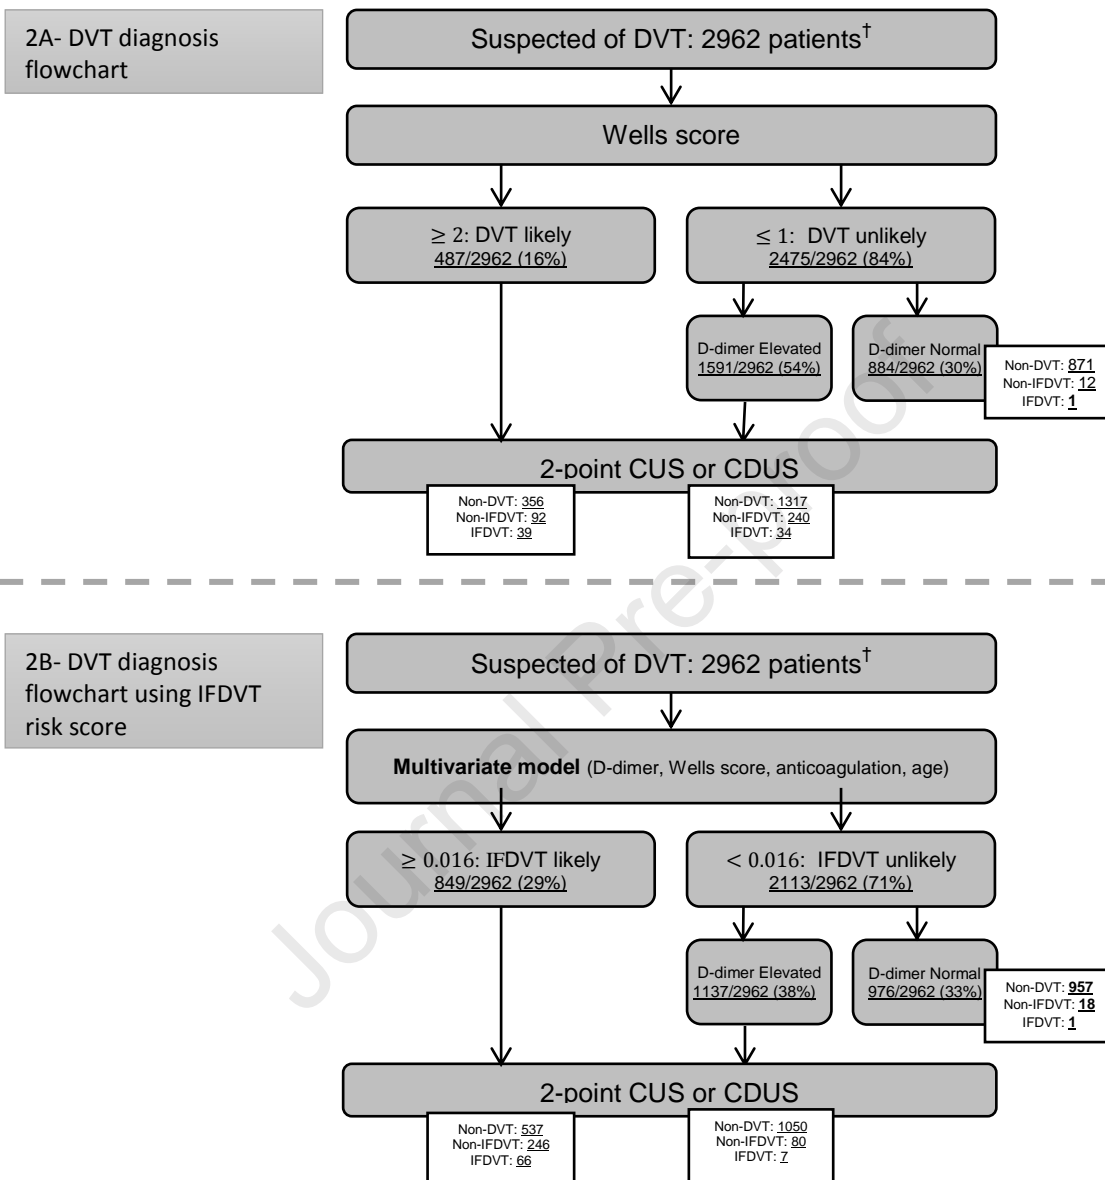 2A- DVT diagnosis
flowchart
Suspected of DVT: 2962 patients†
Wells score
≥ 2: DVT likely
487/2962 (16%)
≤ 1: DVT unlikely
2475/2962 (84%)
D-dimer Elevated
1591/2962 (54%)
D-dimer Normal
884/2962 (30%)
Non-DVT: 871
Non-IFDVT: 12
IFDVT: 1
2-point CUS or CDUS
Non-DVT: 356
Non-IFDVT: 92
IFDVT: 39
Non-DVT: 1317
Non-IFDVT: 240
IFDVT: 34
2B- DVT diagnosis
flowchart using IFDVT
risk score
Suspected of DVT: 2962 patients†
Multivariate model (D-dimer, Wells score, anticoagulation, age)
≥ 0.016: IFDVT likely
849/2962 (29%)
< 0.016: IFDVT unlikely
2113/2962 (71%)
D-dimer Elevated
1137/2962 (38%)
D-dimer Normal
976/2962 (33%)
Non-DVT: 957
Non-IFDVT: 18
IFDVT: 1
2-point CUS or CDUS
Non-DVT: 537
Non-IFDVT: 246
IFDVT: 66
Non-DVT: 1050
Non-IFDVT: 80
IFDVT: 7
Journal Pre-proof